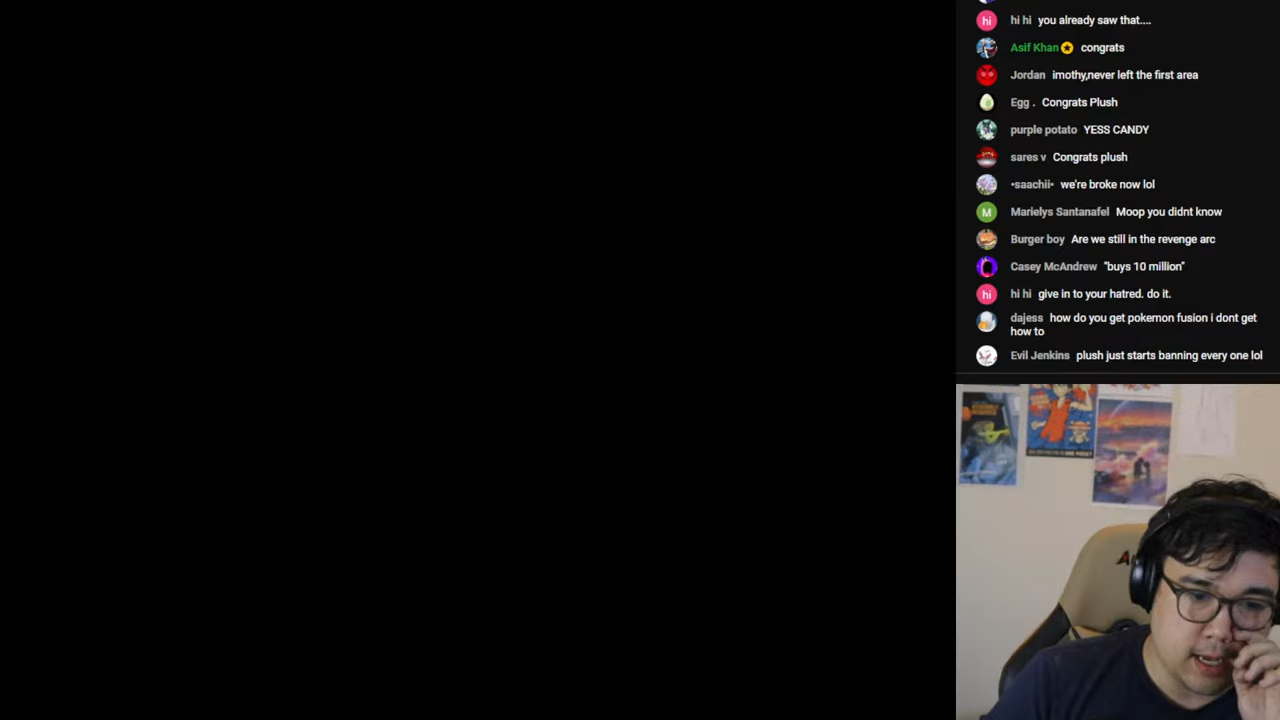 hi hi you already saw that....
Asif Khan congrats
Jordan imothy,never left the first area
Egg . Congrats Plush
purple potato YESS CANDY
sares v Congrats plush
•saachii• we're broke now lol
M Marielys Santanafel Moop you didnt know
Burger boy Are we still in the revenge arc
Casey McAndrew "buys 10 million"
hi hi give in to your hatred. do it.
dajess how do you get pokemon fusion i dont get
how to
Evil Jenkins plush just starts banning every one lol